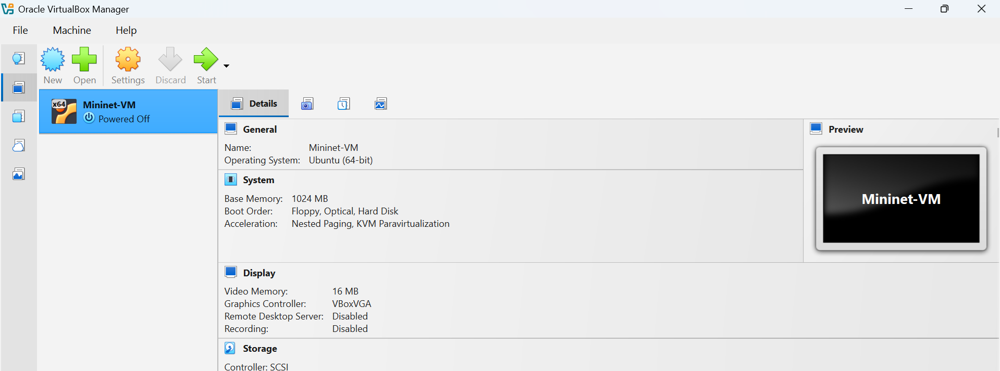 Oracle VirtualBox Manager
File Machine Help
New Open Settings Discard Start
x64 Mininet-VM
Powered Off
Details
General
Name: Mininet-VM
Operating System: Ubuntu (64-bit)
Preview
Mininet-VM
System
Base Memory: 1024 MB
Boot Order: Floppy, Optical, Hard Disk
Acceleration: Nested Paging, KVM Paravirtualization
Display
Video Memory: 16 MB
Graphics Controller: VBoxVGA
Remote Desktop Server: Disabled
Recording: Disabled
Storage
Controller: SCSI